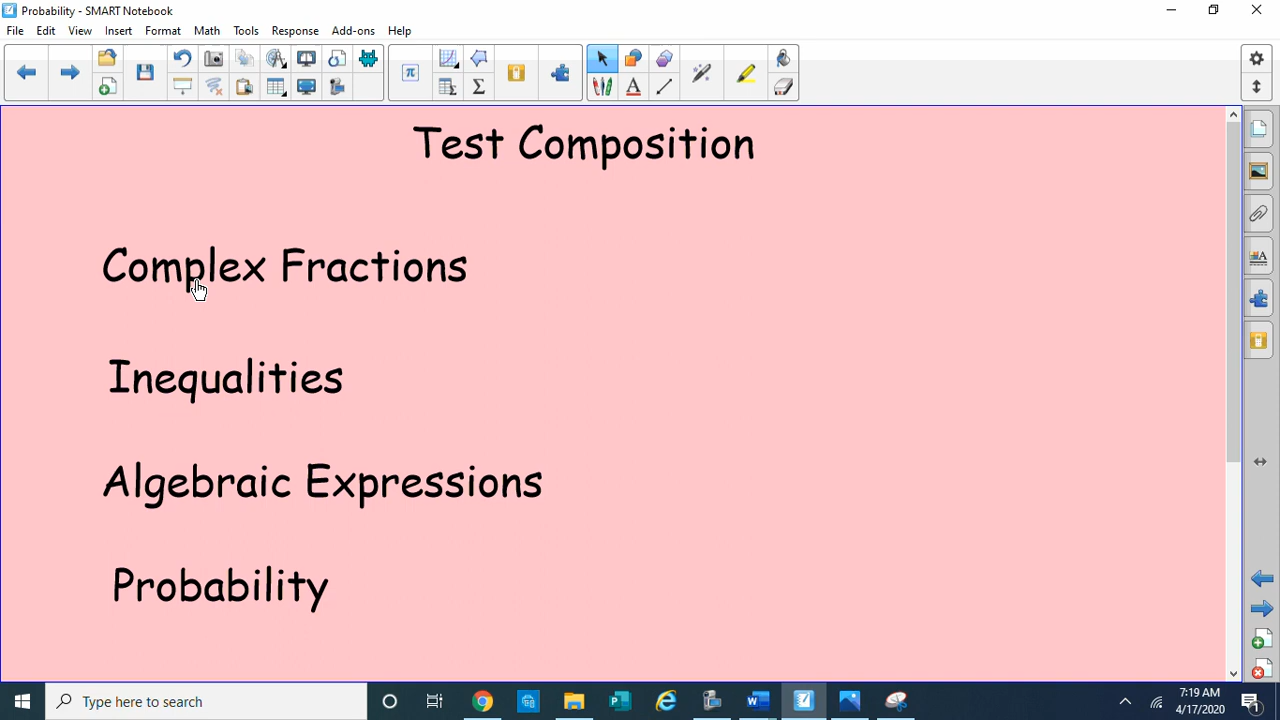 Probability - SMART Notebook
File Edit View Insert Format Math Tools Response Add-ons Help
Test Composition
Complex Fractions
Inequalities
Algebraic Expressions
Probability
Type here to search
7:19 AM
4/17/2020